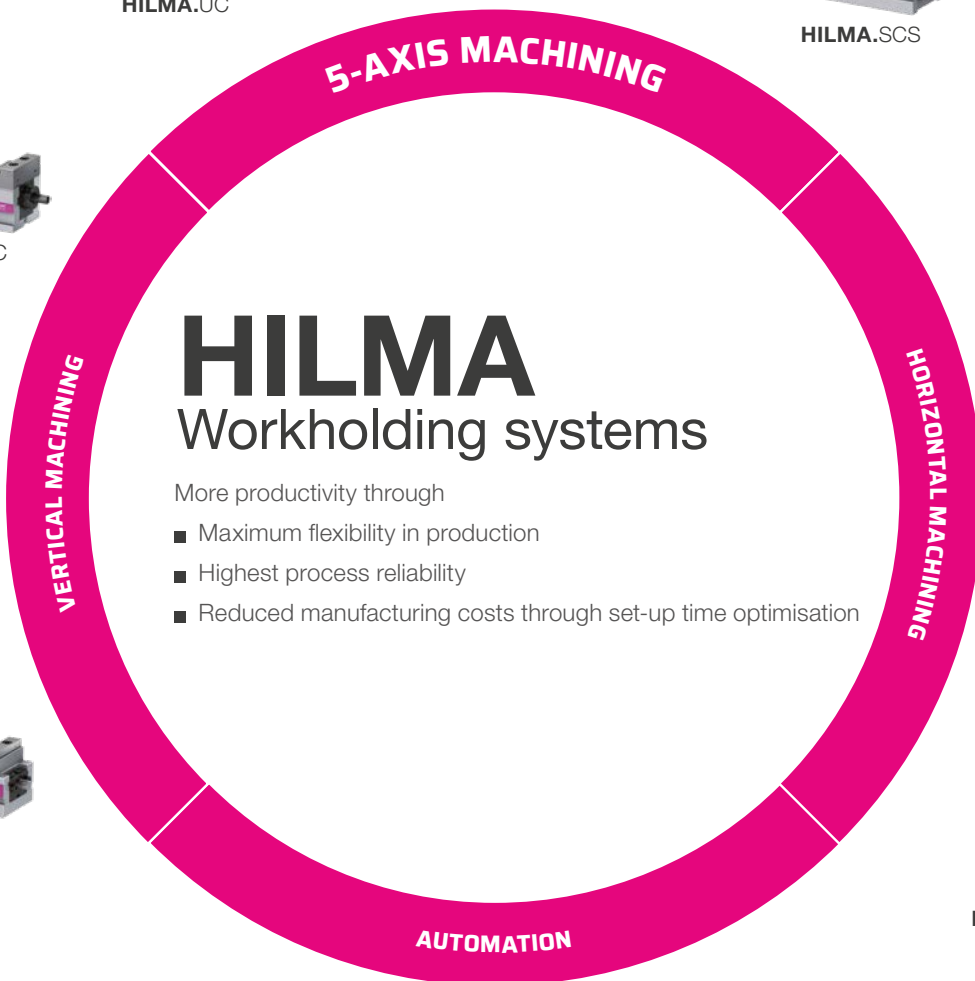 HILMA.UC
HILMA.SCS
5-AXIS MACHINING
C
VERTICAL MACHINING
HORIZONTAL MACHINING
HILMA
Workholding systems
More productivity through
■ Maximum flexibility in production
■ Highest process reliability
■ Reduced manufacturing costs through set-up time optimisation
AUTOMATION